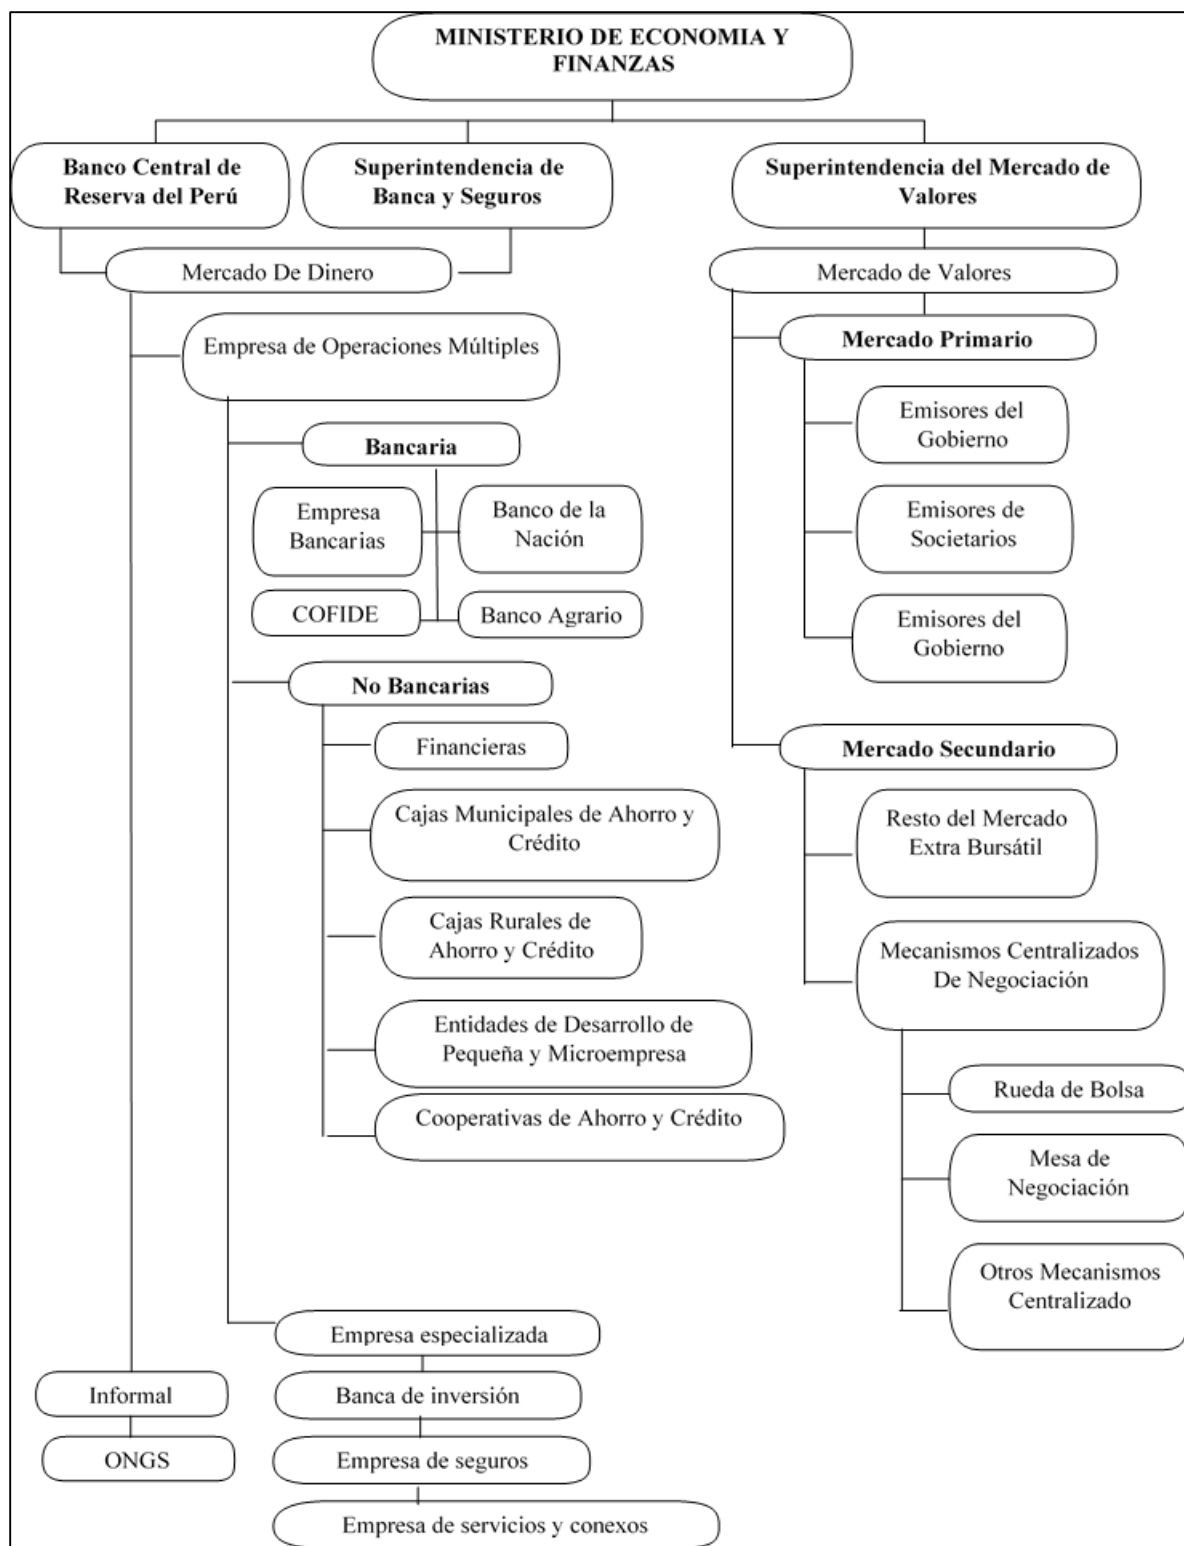 MINISTERIO DE ECONOMIA Y
FINANZAS
Banco Central de
Reserva del Perú
Superintendencia de
Banca y Seguros
Superintendencia del Mercado de
Valores
Mercado De Dinero
Mercado de Valores
Empresa de Operaciones Múltiples
Mercado Primario
Emisores del
Gobierno
Bancaria
Empresa
Bancarias
Banco de la
Nación
Emisores de
Societarios
COFIDE
Banco Agrario
Emisores del
Gobierno
No Bancarias
Financieras
Mercado Secundario
Cajas Municipales de Ahorro y
Crédito
Resto del Mercado
Extra Bursátil
Cajas Rurales de
Ahorro y Crédito
Mecanismos Centralizados
De Negociación
Entidades de Desarrollo de
Pequeña y Microempresa
Cooperativas de Ahorro y Crédito
Rueda de Bolsa
Mesa de
Negociación
Otros Mecanismos
Centralizado
Empresa especializada
Informal
Banca de inversión
ONGS
Empresa de seguros
Empresa de servicios y conexos